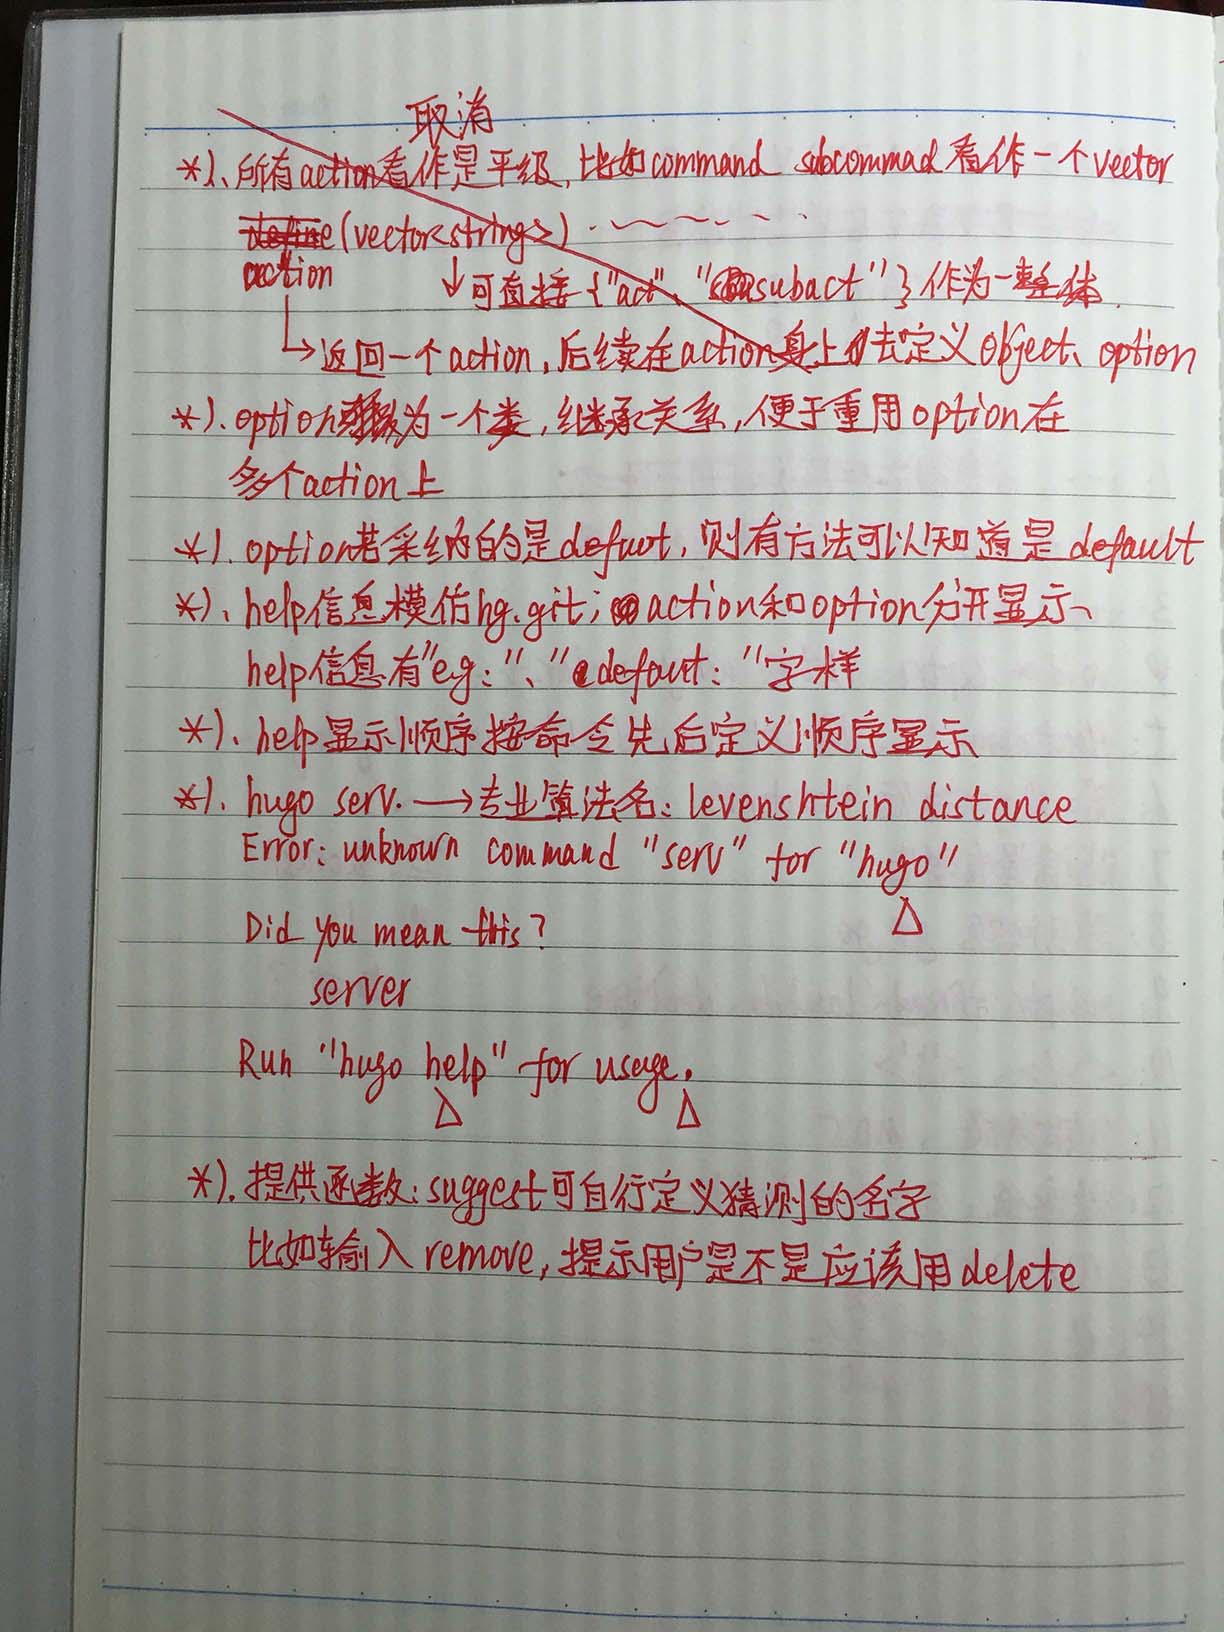 取消
*)、所有action看作是平级,比如command subcommad看作一个vector
define(vector<string>) . ~ ~ . ~ . .
action
↓可直接{"act"、"subact"}作为一整体.
→返回一个action,后续在action身上去定义object、option
*).option为一个类,继承关系,便于重用option在
多个action上
*).option若采纳的是defuot,则有方法可以知道是default
*)、help信息模仿hg.git;action和option分开显示、
help信息有"e.g:"、"defaut:"字样
*)、help显示顺序按命令先后定义顺序显示
*).hugo serv.→专业算法名:levenshtein distance
Error: unknown command "serv" for "hugo"
△
Did you mean this?
server
Run "hugo help" for usage.
△ △
*).提供函数:suggest可自行定义猜测的名字
比如输入remove,提示用户是不是应该用delete